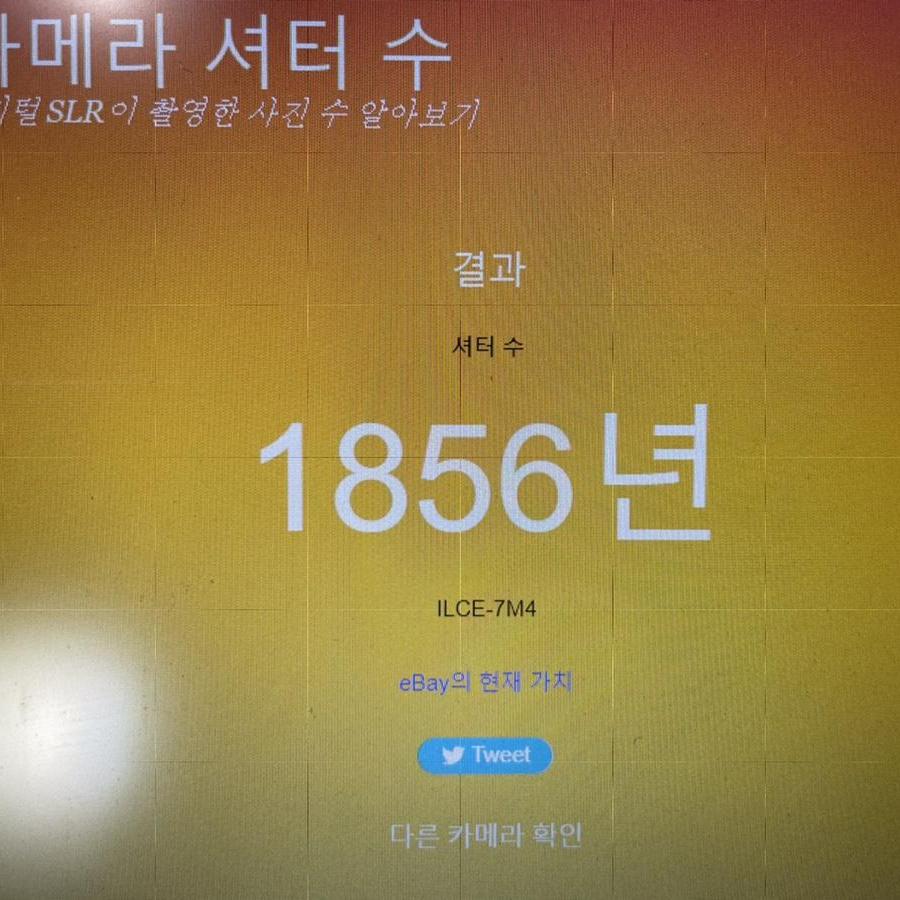 카메라 셔터 수
털 SLR이 촬영한 사진 수 알아보기
결과
셔터 수
1856년
ILCE-7M4
eBay의 현재 가치
Tweet
다른 카메라 확인